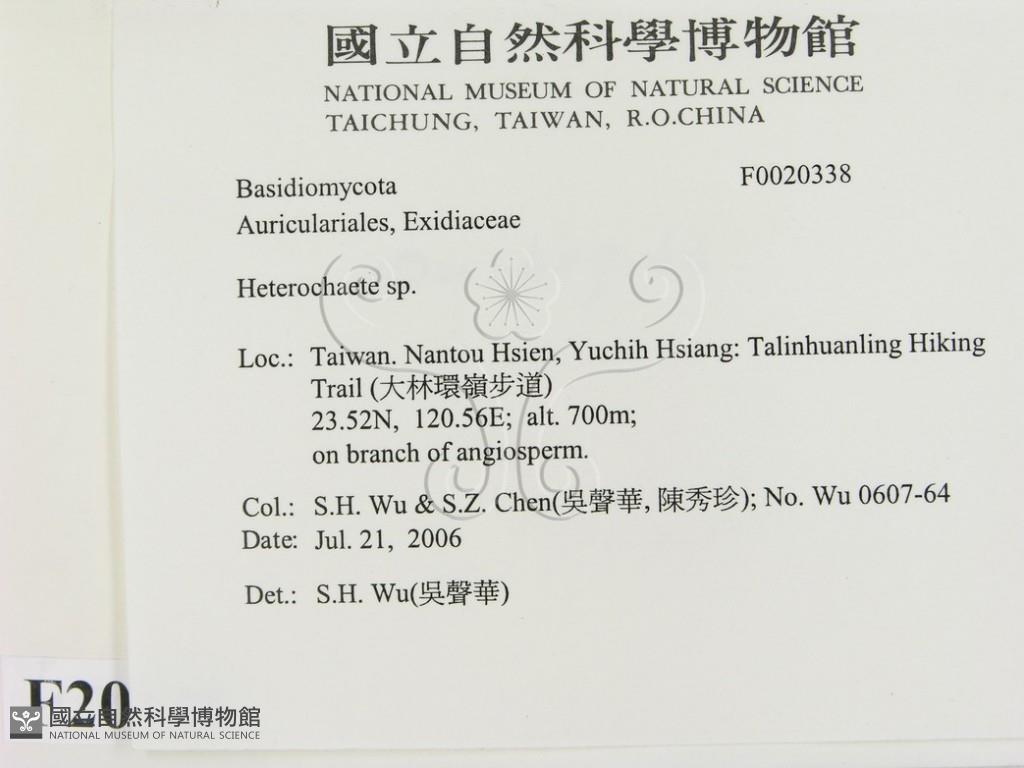 國立自然科學博物館
NATIONAL MUSEUM OF NATURAL SCIENCE
TAICHUNG, TAIWAN, R.O.CHINA
Basidiomycota F0020338
Auriculariales, Exidiaceae
Heterochaete sp.
Loc.: Taiwan. Nantou Hsien, Yuchih Hsiang: Talinhuanling Hiking
Trail (大林環嶺步道)
23.52N, 120.56E; alt. 700m;
on branch of angiosperm.
Col.: S.H. Wu & S.Z. Chen(吳聲華, 陳秀珍); No. Wu 0607-64
Date: Jul. 21, 2006
Det.: S.H. Wu(吳聲華)
F20
國立自然科學博物館
NATIONAL MUSEUM OF NATURAL SCIENCE